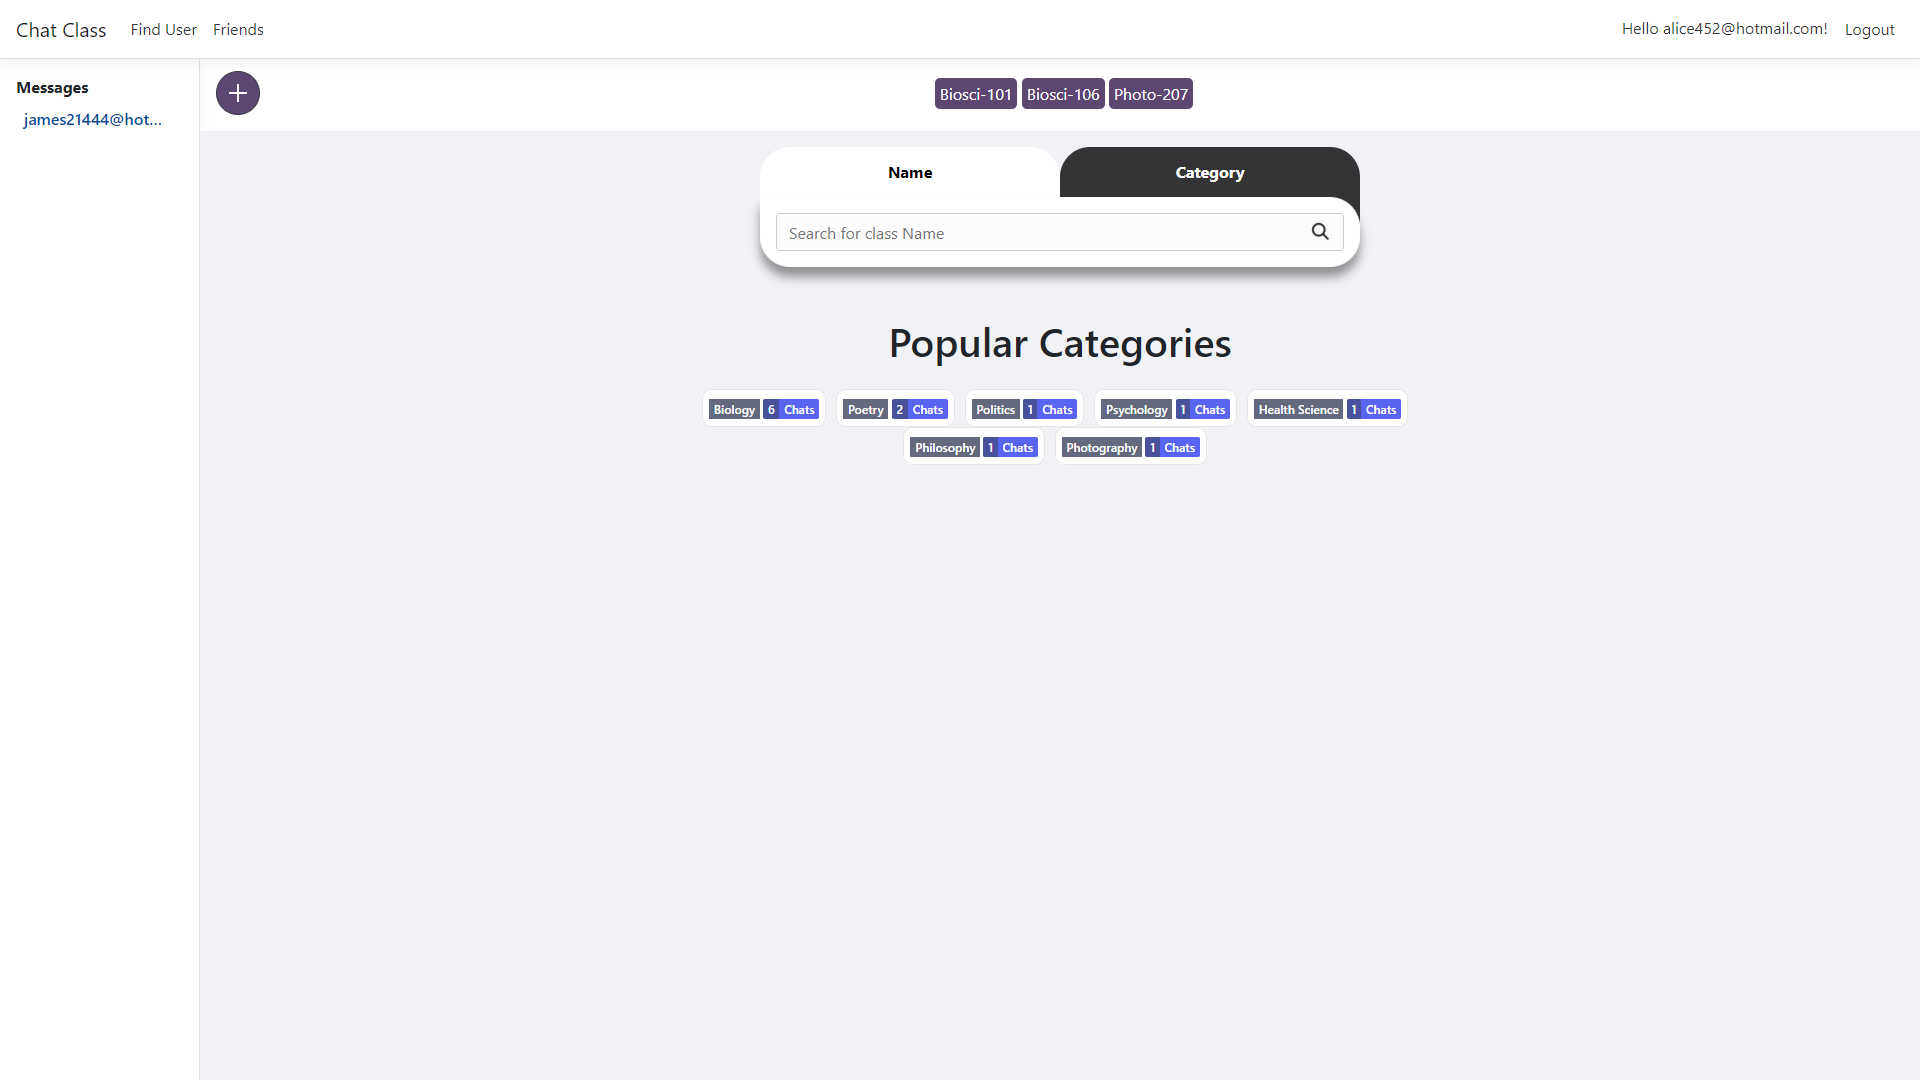 Chat Class Find User Friends Hello alice452@hotmail.com! Logout
Messages
james21444@hot...
Biosci-101 Biosci-106 Photo-207
Name Category
Search for class Name
Popular Categories
Biology 6 Chats Poetry 2 Chats Politics 1 Chats Psychology 1 Chats Health Science 1 Chats
Philosophy 1 Chats Photography 1 Chats